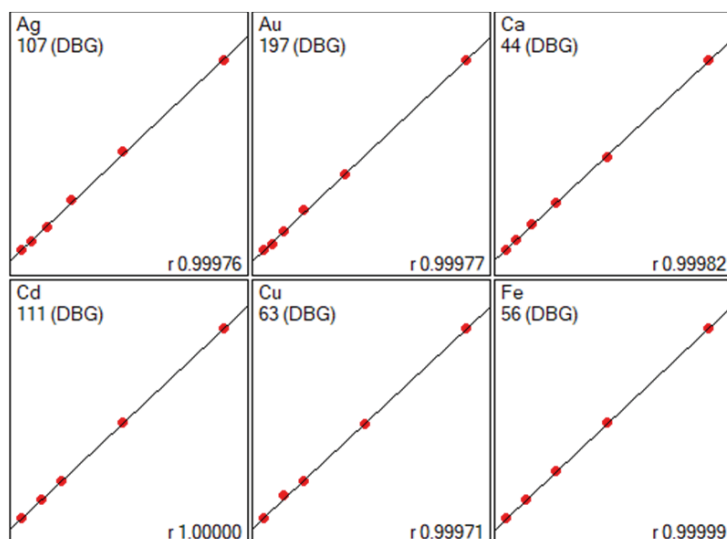 Ag
107 (DBG)
r 0.99976
Au
197 (DBG)
r 0.99977
Ca
44 (DBG)
r 0.99982
Cd
111 (DBG)
r 1.00000
Cu
63 (DBG)
r 0.99971
Fe
56 (DBG)
r 0.99999